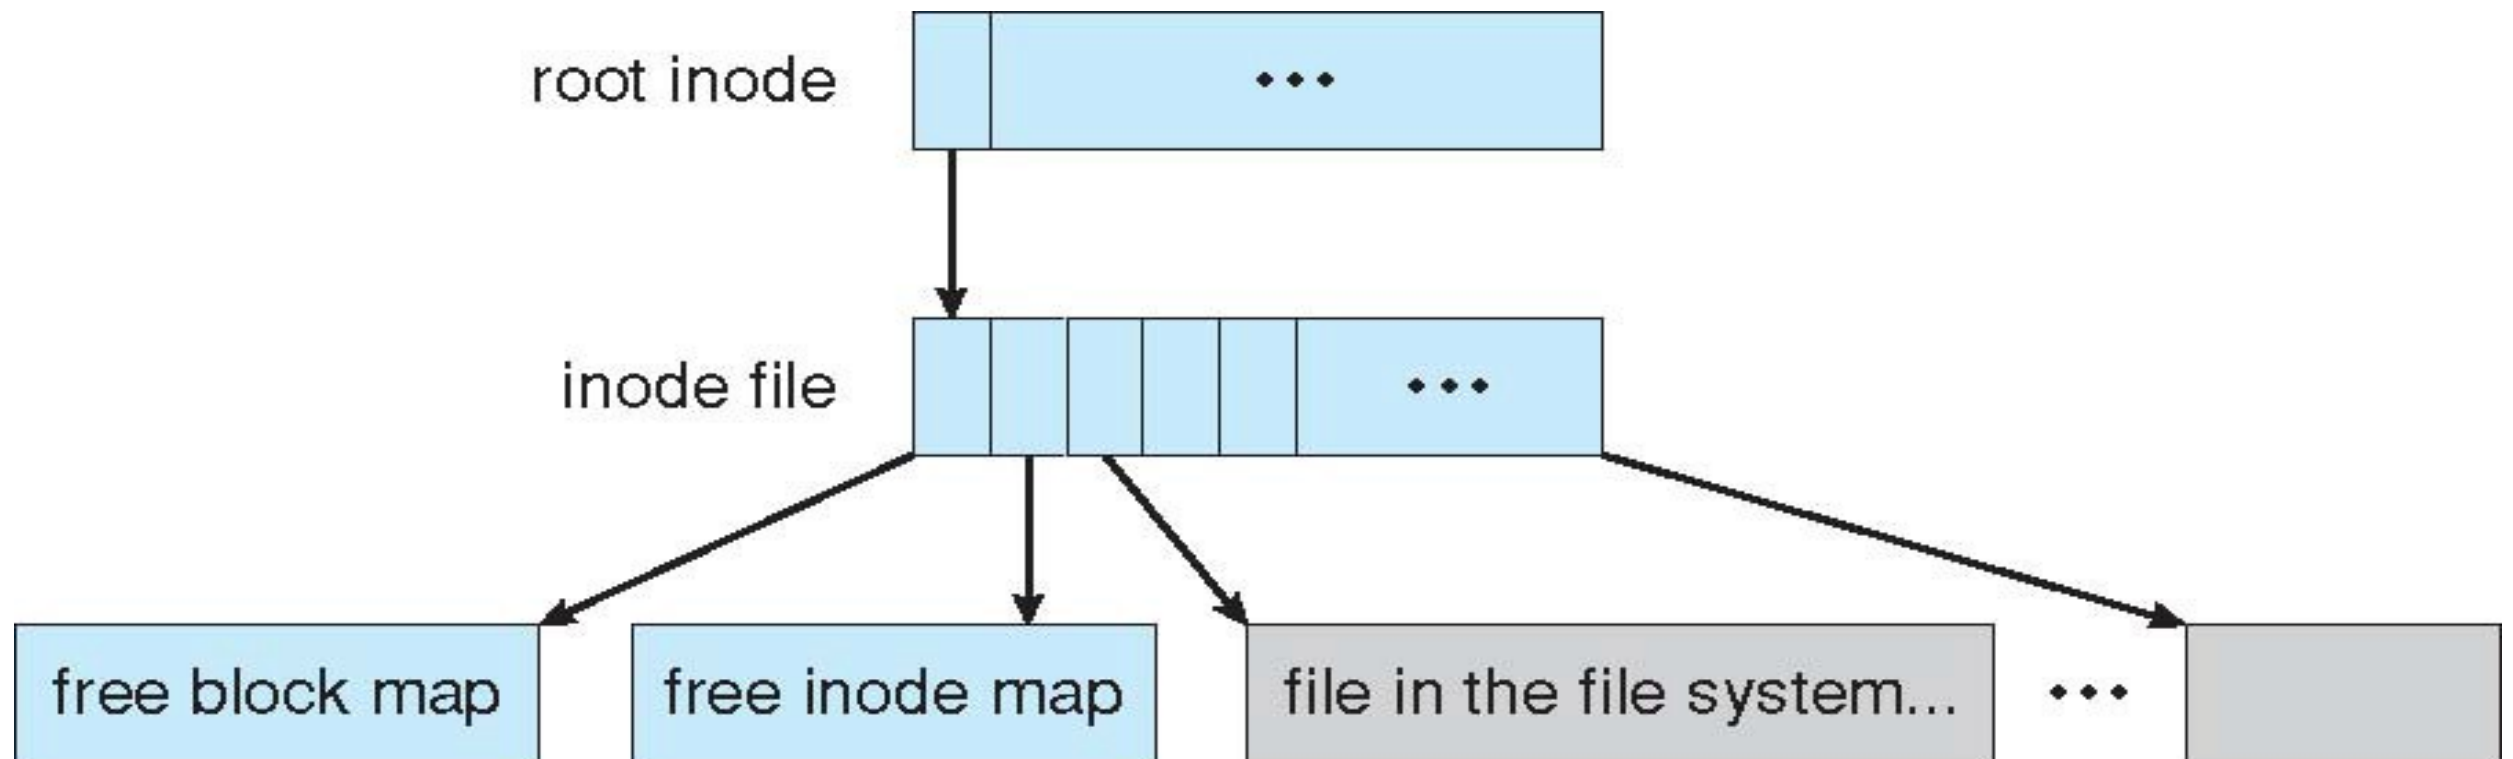 root inode
•••
inode file
•••
free block map
free inode map
file in the file system...
•••